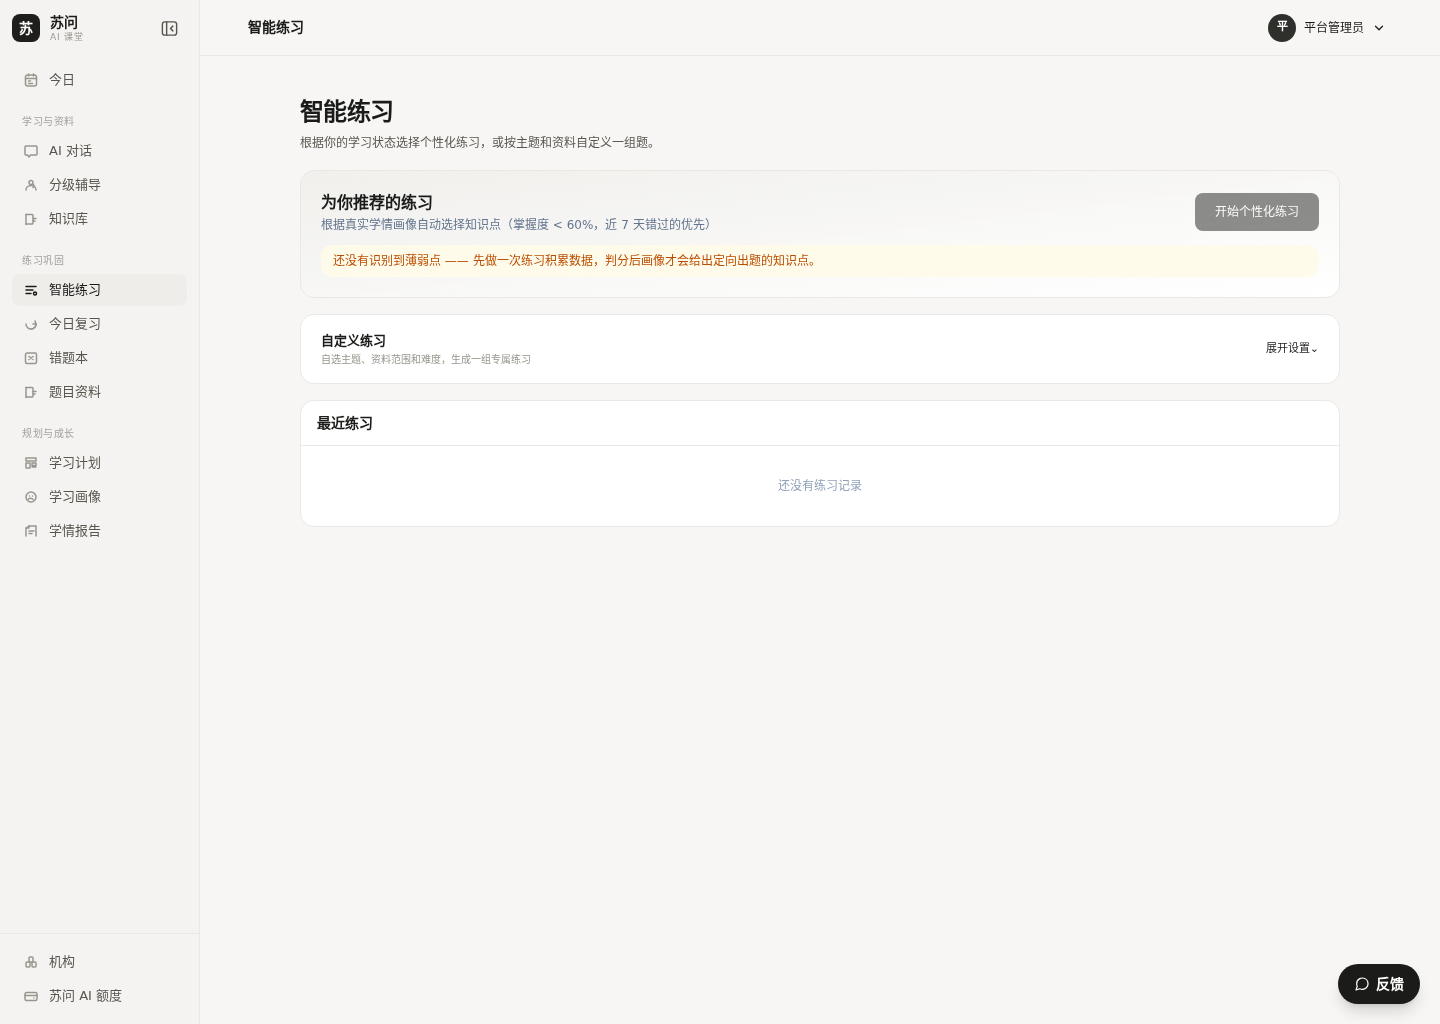 苏
苏问
AI 课堂
今日
学习与资料
AI 对话
分级辅导
知识库
练习巩固
智能练习
今日复习
错题本
题目资料
规划与成长
学习计划
学习画像
学情报告
机构
苏问 AI 额度
智能练习
平
平台管理员
智能练习
根据你的学习状态选择个性化练习，或按主题和资料自定义一组题。
为你推荐的练习
根据真实学情画像自动选择知识点（掌握度 < 60%，近 7 天错过的优先）
开始个性化练习
还没有识别到薄弱点 —— 先做一次练习积累数据，判分后画像才会给出定向出题的知识点。
自定义练习
自选主题、资料范围和难度，生成一组专属练习
展开设置⌄
最近练习
还没有练习记录
反馈